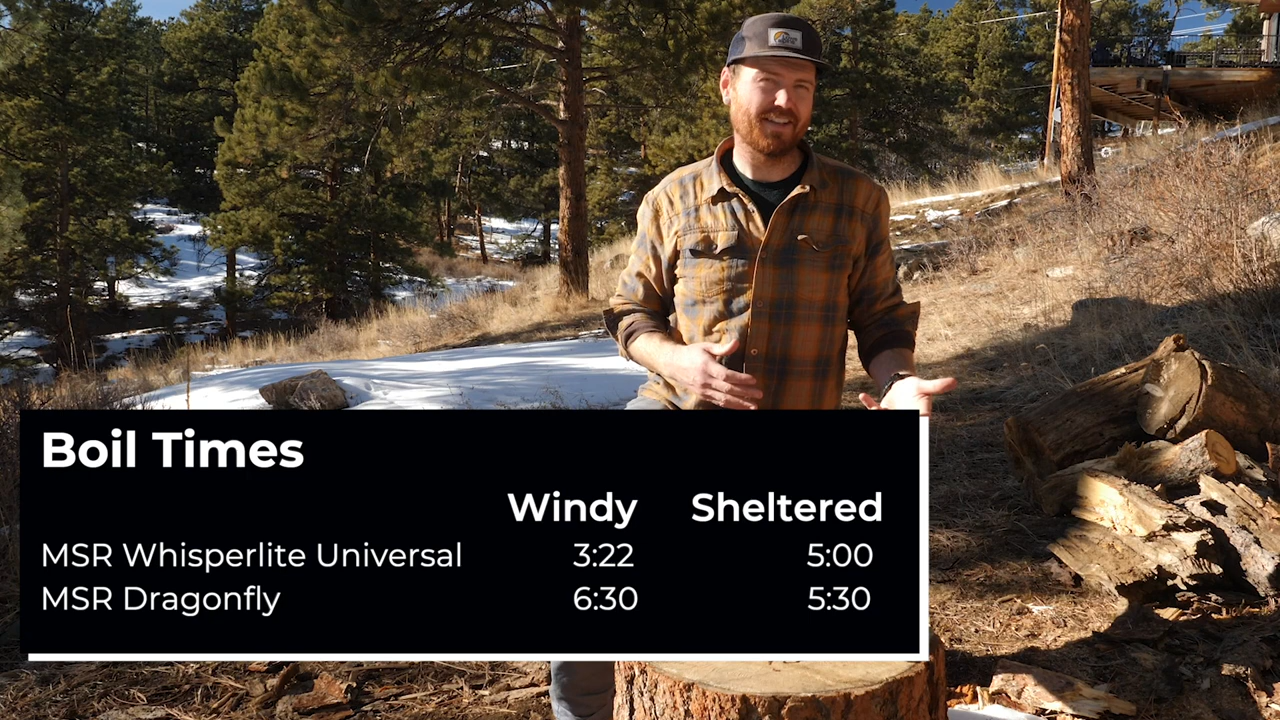 Boil Times
Windy Sheltered
MSR Whisperlite Universal 3:22 5:00
MSR Dragonfly 6:30 5:30